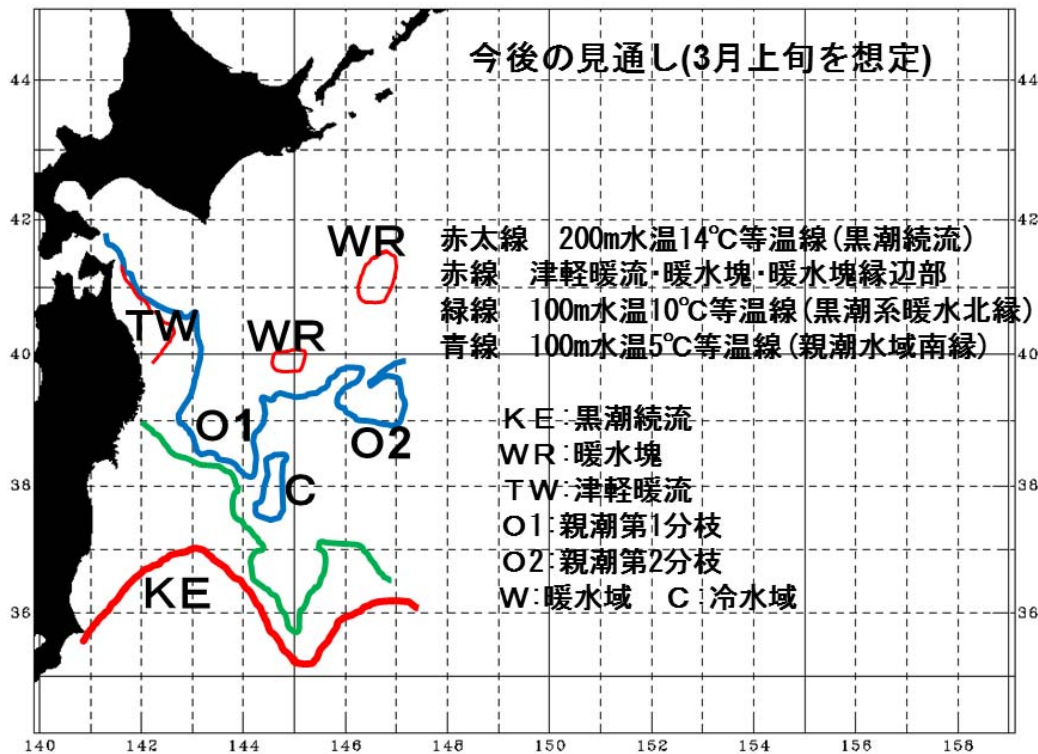 今後の見通し(3月上旬を想定)
44
44
42
42
WR
赤太線 200m水温14℃等温線(黒潮続流)
赤線 津軽暖流・暖水塊・暖水塊縁辺部
TW
WR
緑線 100m水温10℃等温線(黒潮系暖水北縁)
40
青線 100m水温5℃等温線(親潮水域南縁)
40
O1
O2
KE:黒潮続流
WR:暖水塊
38
C
TW:津軽暖流
38
O1:親潮第1分枝
O2:親潮第2分枝
KE
W:暖水域 C:冷水域
36
36
140 142 144 146 147 150 152 154 156 158